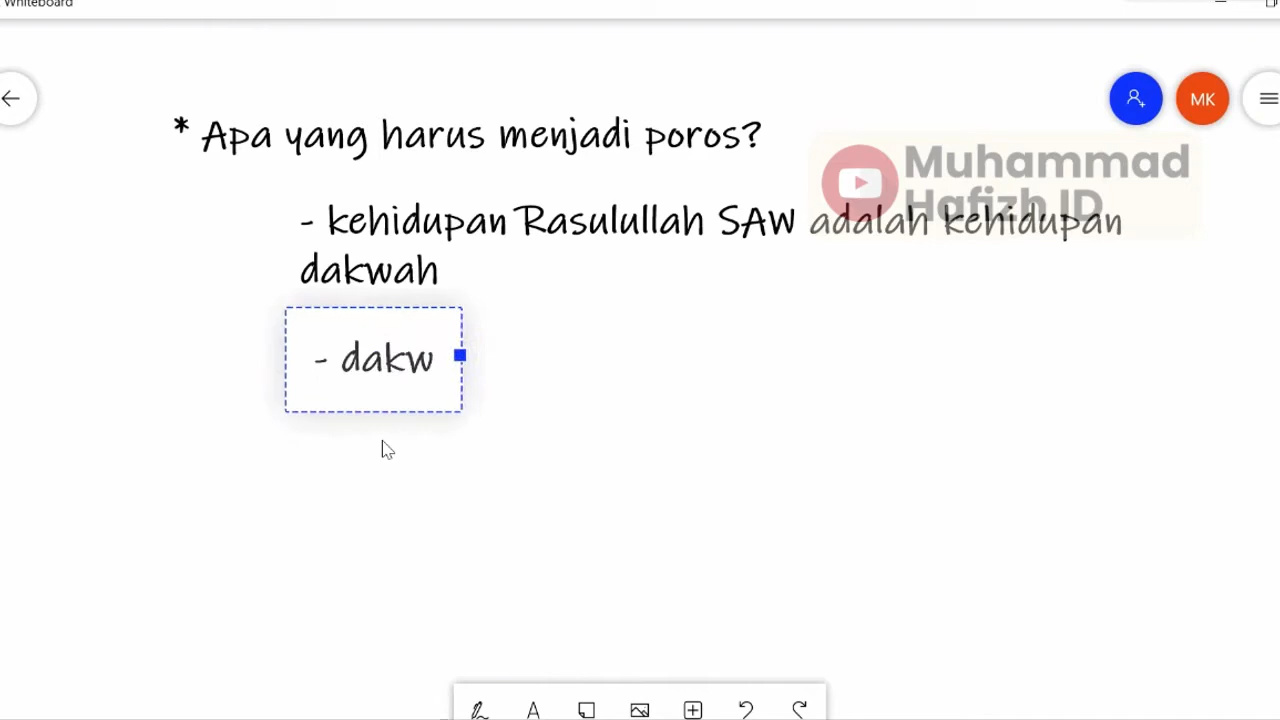 Whiteboard
MK
* Apa yang harus menjadi poros?
Muhammad
Hafizh ID
- kehidupan Rasulullah SAW adalah kehidupan
dakwah
- dakw
A